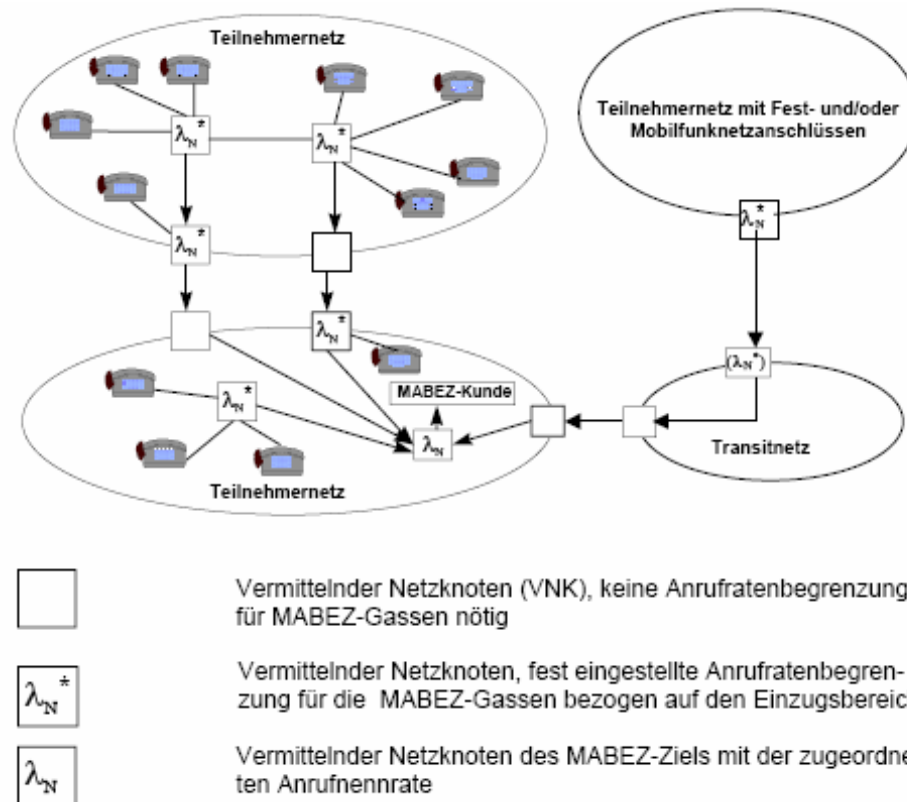 Teilnehmernetz
Teilnehmernetz mit Fest- und/oder
Mobilfunknetzanschlüssen
λN*
λN*
λN*
λN*
λN*
(λN*)
λN*
MABEZ-Kunde
λN
Transitnetz
Teilnehmernetz
Vermittelnder Netzknoten (VNK), keine Anrufratenbegrenzung
für MABEZ-Gassen nötig
λN*
Vermittelnder Netzknoten, fest eingestellte Anrufratenbegren-
zung für die MABEZ-Gassen bezogen auf den Einzugsbereic
λN
Vermittelnder Netzknoten des MABEZ-Ziels mit der zugeordne
ten Anrufnennrate